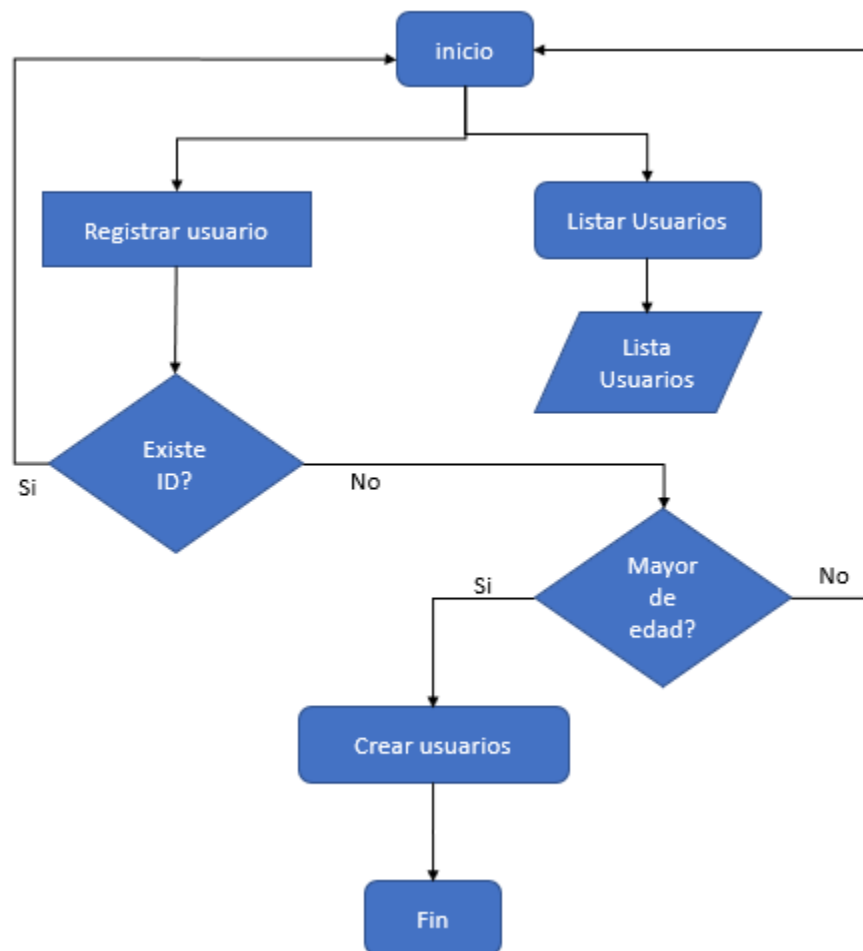 inicio
Registrar usuario
Listar Usuarios
Lista
Usuarios
Existe
ID?
Si
No
Mayor
de
edad?
Si
No
Crear usuarios
Fin